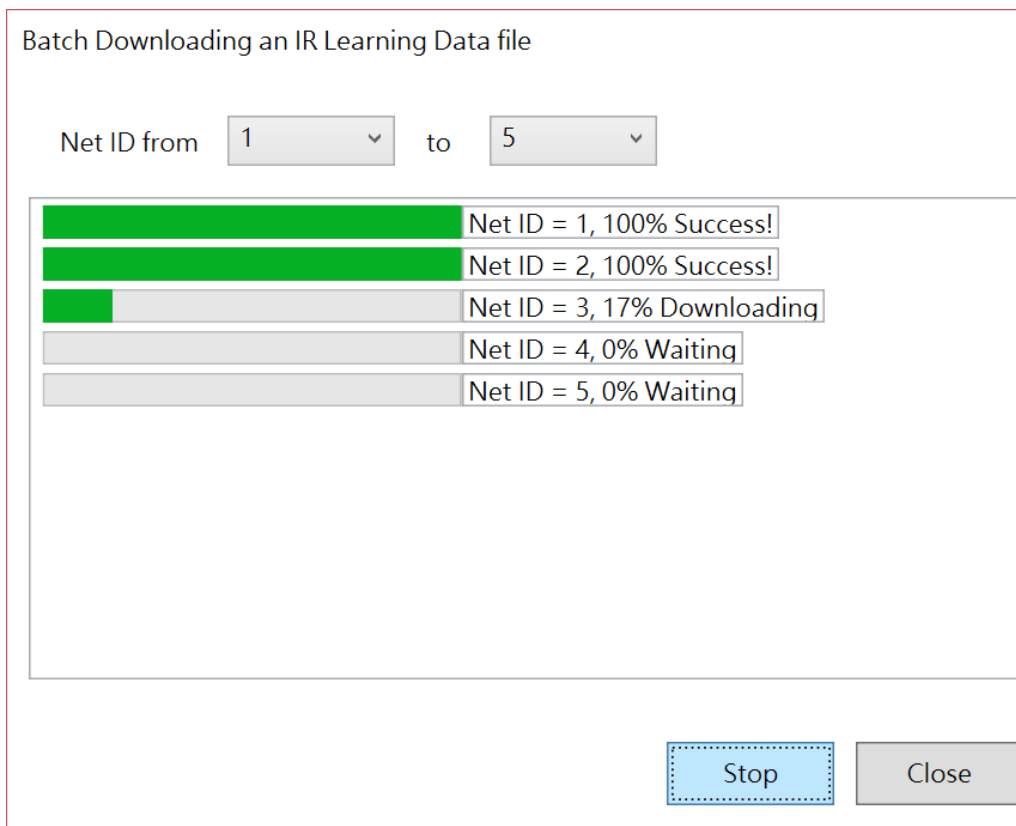 Batch Downloading an IR Learning Data file
Net ID from 1 to 5
Net ID = 1, 100% Success!
Net ID = 2, 100% Success!
Net ID = 3, 17% Downloading
Net ID = 4, 0% Waiting
Net ID = 5, 0% Waiting
Stop Close